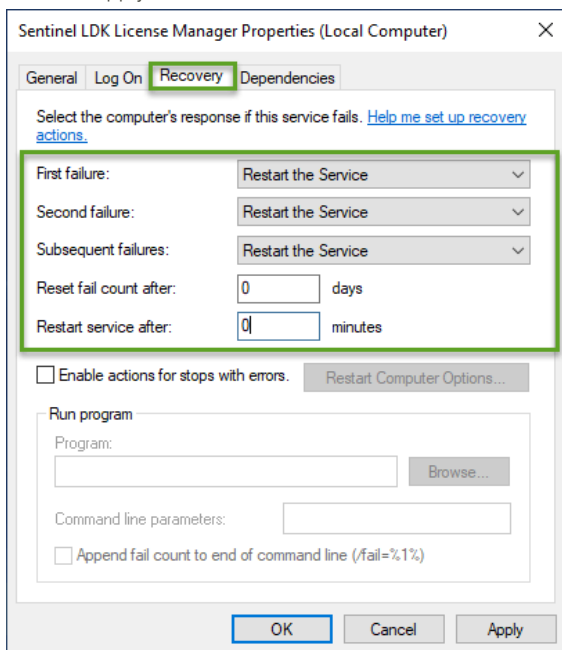 Sentinel LDK License Manager Properties (Local Computer)
General Log On Recovery Dependencies
Select the computer's response if this service fails. Help me set up recovery
actions.
First failure: Restart the Service
Second failure: Restart the Service
Subsequent failures: Restart the Service
Reset fail count after: 0 days
Restart service after: 0 minutes
Enable actions for stops with errors. Restart Computer Options...
Run program
Program:
Browse...
Command line parameters:
Append fail count to end of command line (/fail=%1%)
OK Cancel Apply